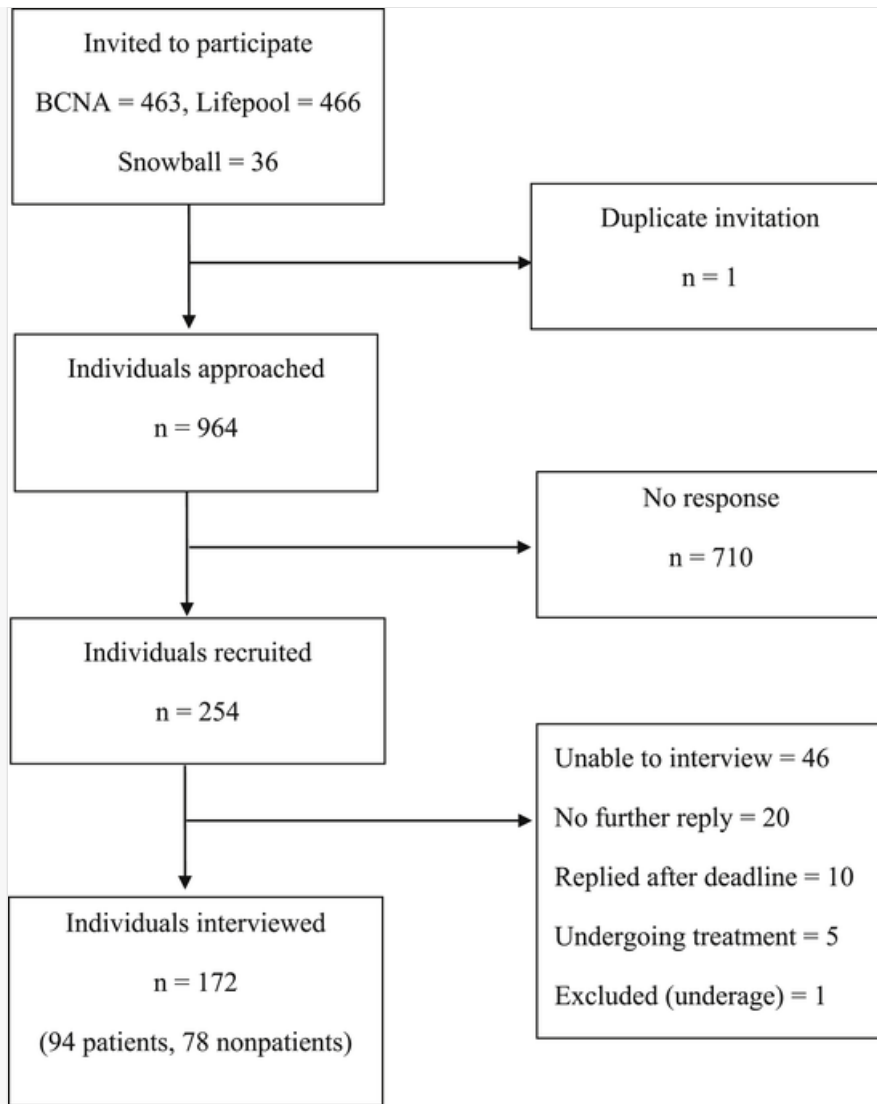 Invited to participate
BCNA = 463, Lifepool = 466
Snowball = 36
Duplicate invitation
n = 1
Individuals approached
n = 964
No response
n = 710
Individuals recruited
n = 254
Unable to interview = 46
No further reply = 20
Replied after deadline = 10
Undergoing treatment = 5
Excluded (underage) = 1
Individuals interviewed
n = 172
(94 patients, 78 nonpatients)